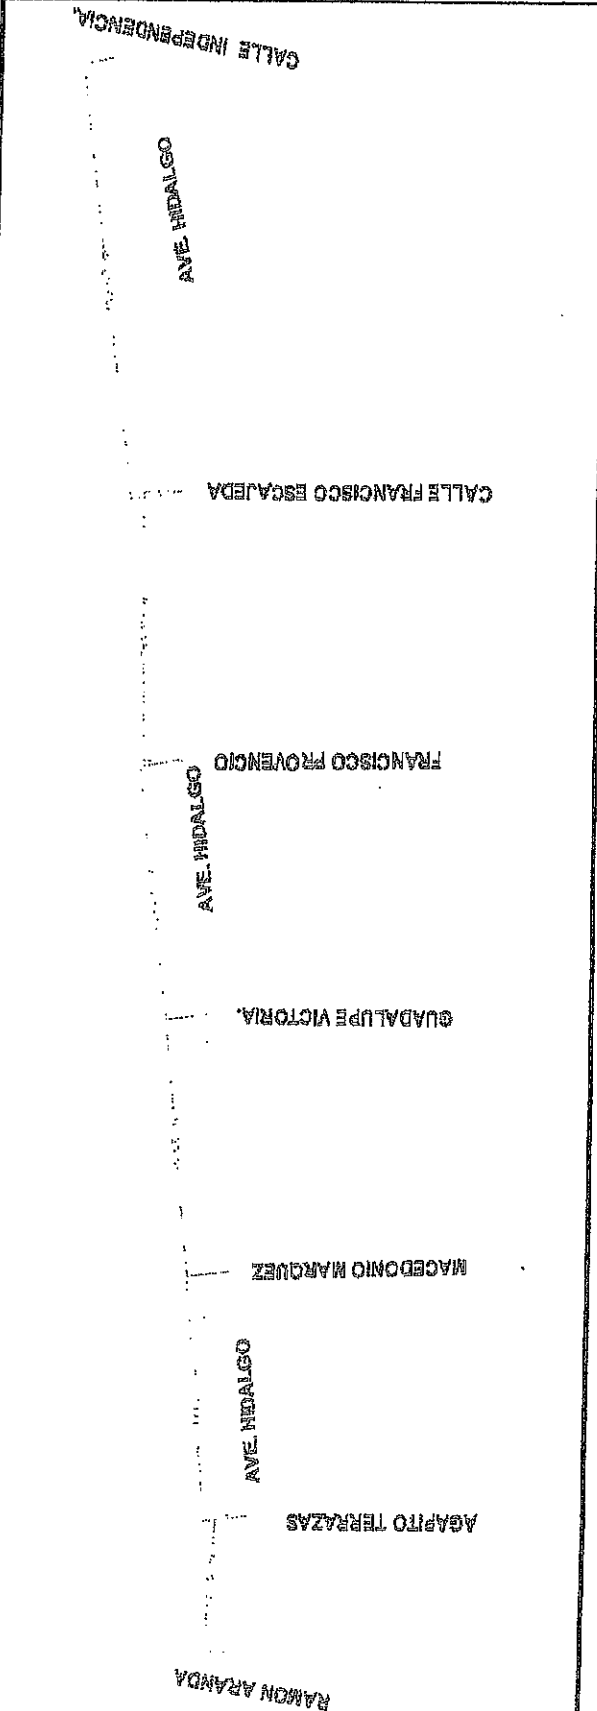 CALLE INDEPENDENCIA.
AVE. HIDALGO
CALLE FRANCISCO ESCAJEDA
FRANCISCO PROVENCIO
AVE. HIDALGO
GUADALUPE VICTORIA.
MACEDONIO MARQUEZ
AVE. HIDALGO
AGAPITO TERRAZAS
RAMON ARANDA